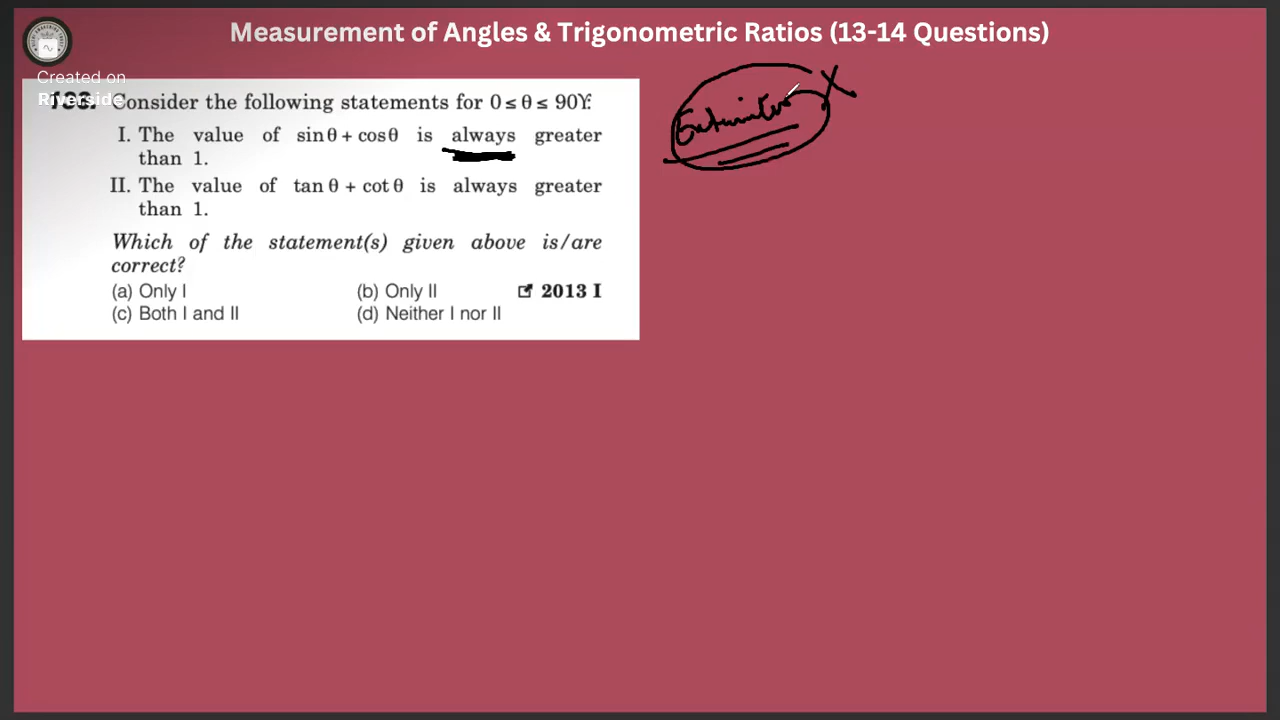 Measurement of Angles & Trigonometric Ratios (13-14 Questions)
Created on
Riverside
Consider the following statements for 0 ≤ θ ≤ 90Y:
I. The value of sin θ + cos θ is always greater
than 1.
II. The value of tan θ + cot θ is always greater
than 1.
Which of the statement(s) given above is/are
correct?
(a) Only I
(b) Only II
2013 I
(c) Both I and II
(d) Neither I nor II